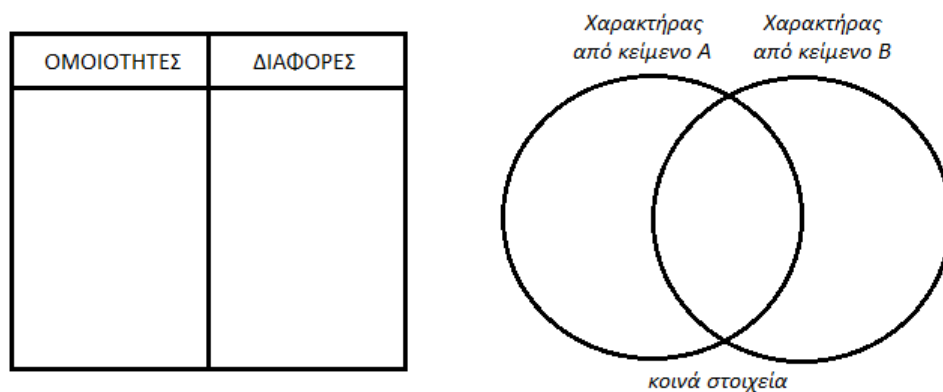 ΟΜΟΙΟΤΗΤΕΣ
ΔΙΑΦΟΡΕΣ
Χαρακτήρας
από κείμενο Α
Χαρακτήρας
από κείμενο Β
κοινά στοιχεία